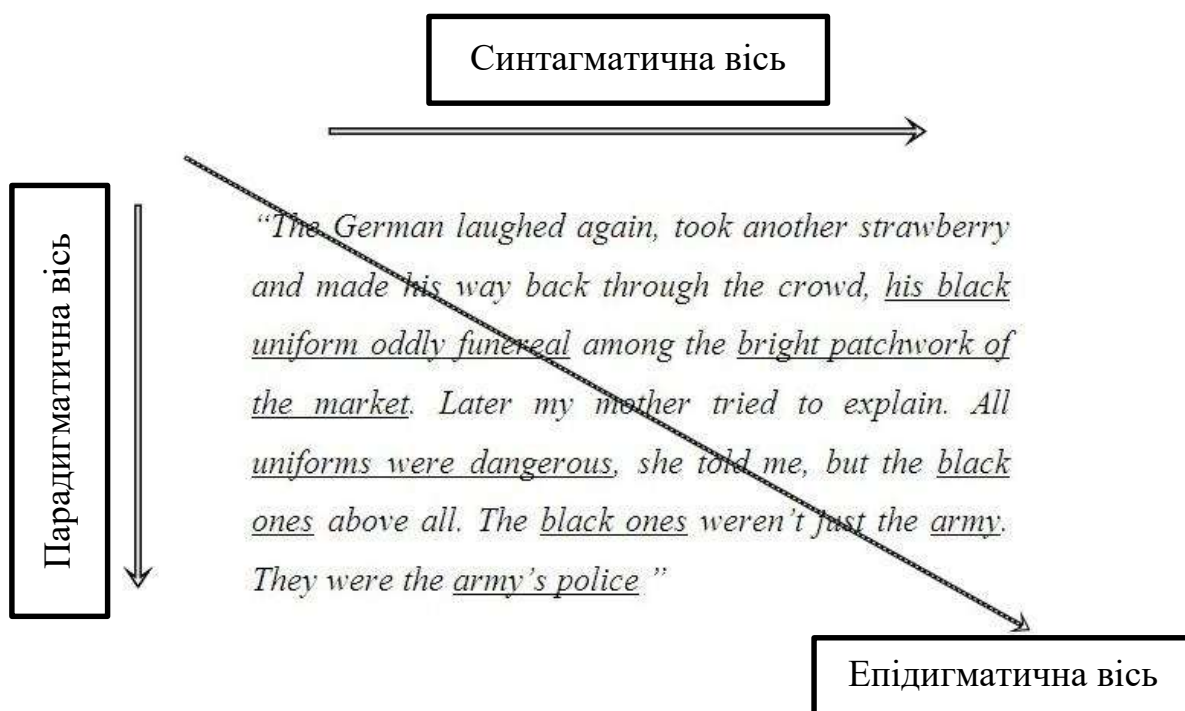 Синтагматична вісь
Парадигматична вісь
“The German laughed again, took another strawberry
and made his way back through the crowd, his black
uniform oddly funereal among the bright patchwork of
the market. Later my mother tried to explain. All
uniforms were dangerous, she told me, but the black
ones above all. The black ones weren’t just the army.
They were the army’s police ”
Епідигматична вісь